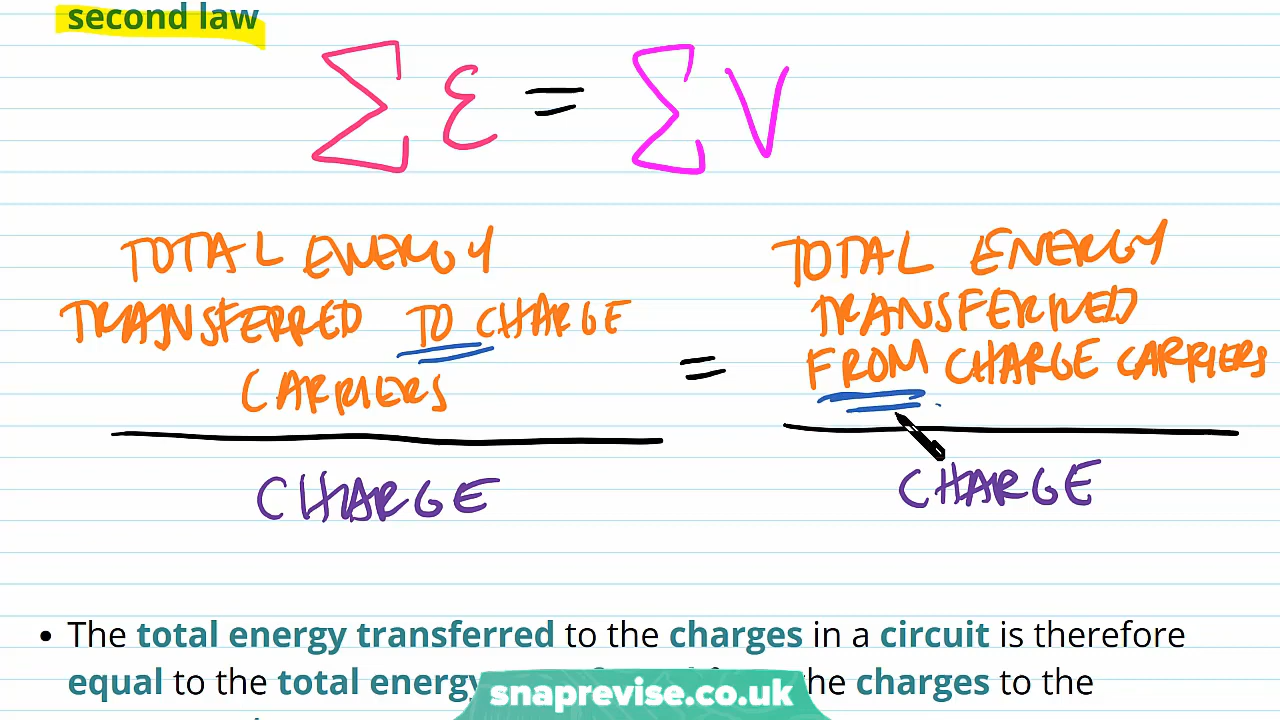 second law
Σ ε = Σ V
TOTAL ENERGY
TRANSFERRED TO CHARGE
CARRIERS
CHARGE
=
TOTAL ENERGY
TRANSFERRED
FROM CHARGE CARRIERS
CHARGE
• The total energy transferred to the charges in a circuit is therefore
equal to the total energy the charges to the
snaprevise.co.uk